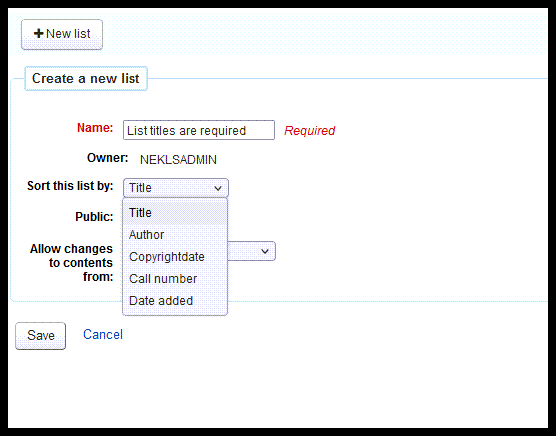 + New list
Create a new list
Name: List titles are required Required
Owner: NEKLSADMIN
Sort this list by: Title
Title
Public:
Author
Copyrightdate
Allow changes
to contents
from:
Call number
Date added
Save Cancel